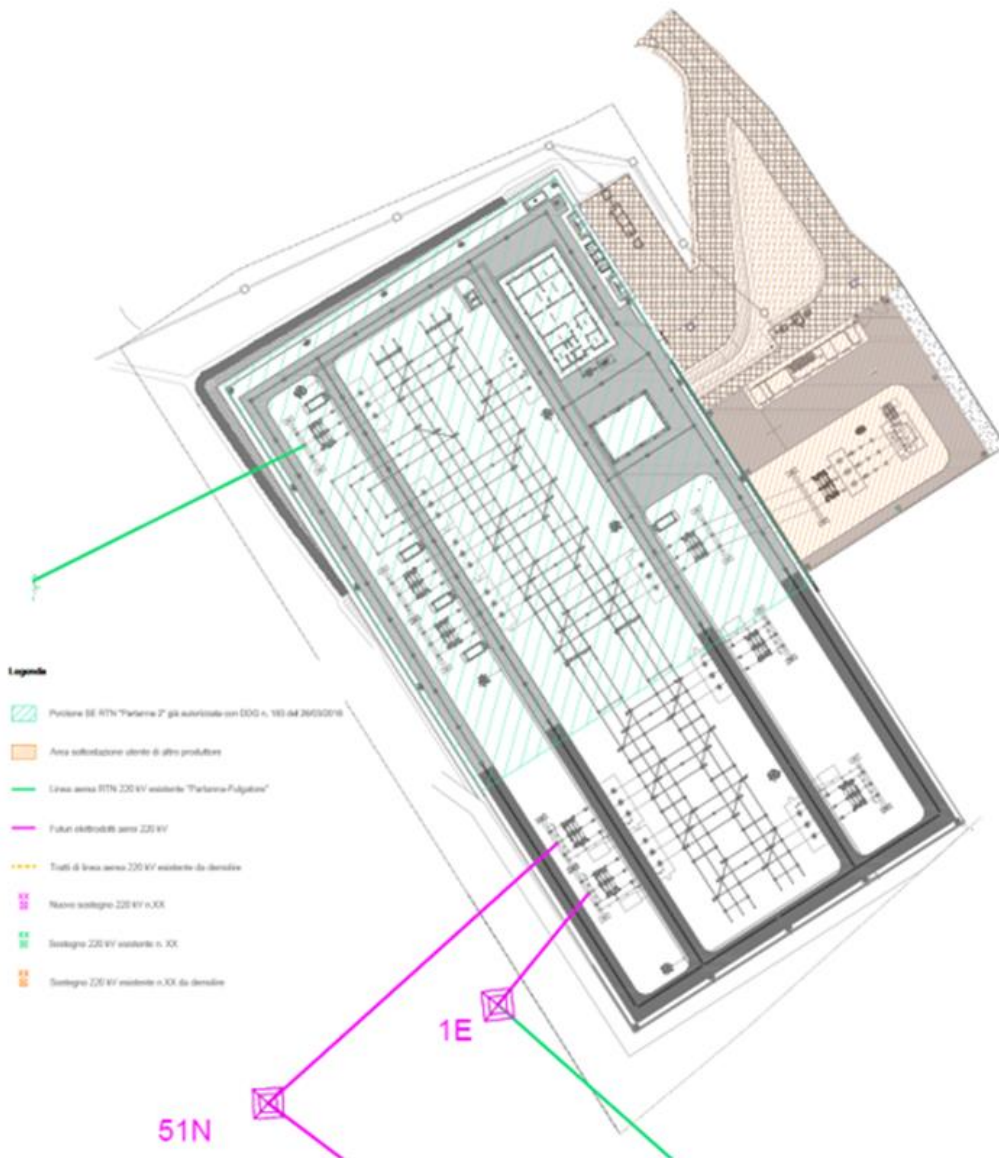 Legenda
Porzione SE RTN "Partanna 2" già autorizzata con DDG n. 183 del
Area sottostazione utente di altro produttore
Linea aerea RTN 220 kV esistente "Partanna-Fulgatore"
Futuri elettrodotti aerei 220 kV
Tratti di linea aerea 220 kV esistente da demolire
Nuovo sostegno 220 kV n.XX
Sostegno 220 kV esistente n. XX
Sostegno 220 kV esistente n.XX da demolire
1E
51N